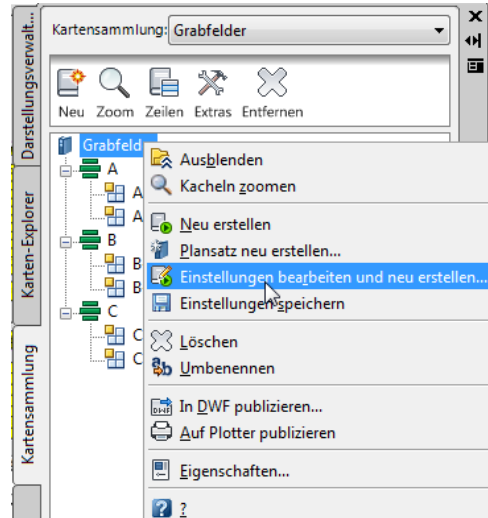 Kartensammlung: Grabfelder
Neu Zoom Zeilen Extras Entfernen
Darstellungsverwalt...
Karten-Explorer
Kartensammlung
Grabfeld
A
A
A
B
B
B
C
C
C
Ausblenden
Kacheln zoomen
Neu erstellen
Plansatz neu erstellen...
Einstellungen bearbeiten und neu erstellen...
Einstellungen speichern
Löschen
Umbenennen
In DWF publizieren...
Auf Plotter publizieren
Eigenschaften...
?